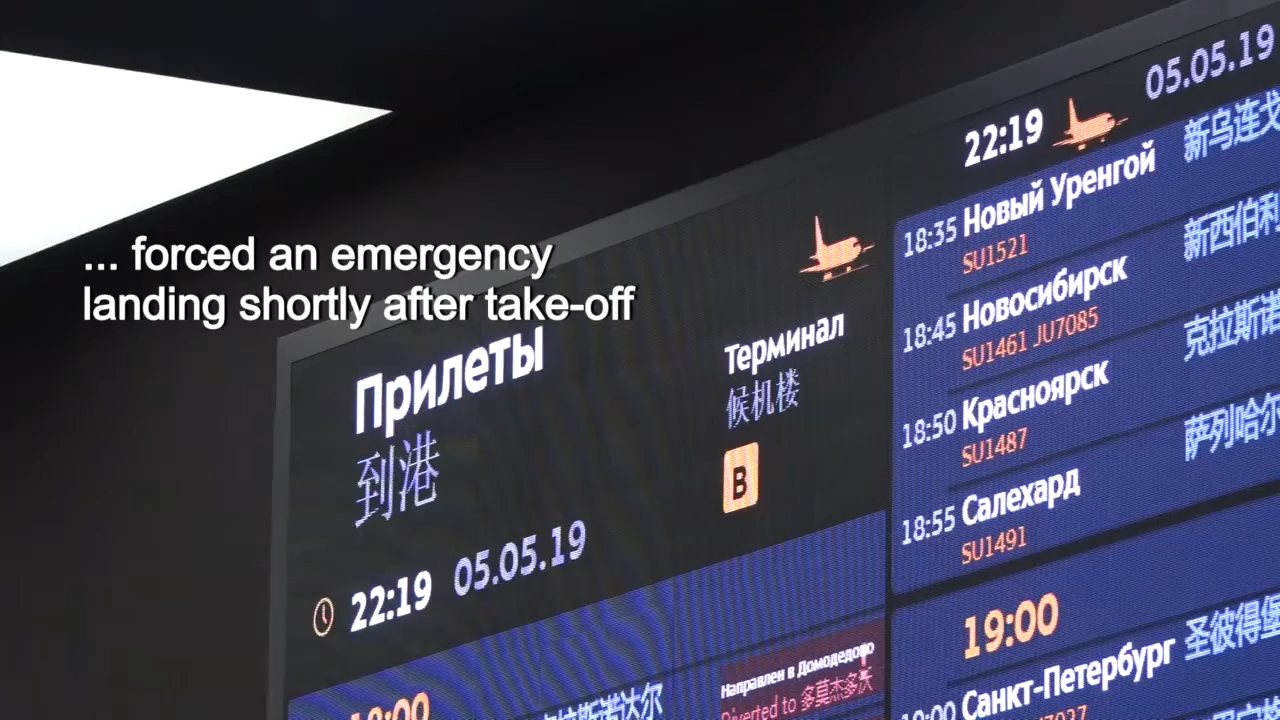 ... forced an emergency
landing shortly after take-off
Прилеты
到港
22:19 05.05.19
Терминал
候机楼
B
Направлен в Домодедово
Diverted to 多莫杰多沃
22:19
05.05.19
18:35 Новый Уренгой 新乌连戈
SU1521
18:45 Новосибирск 新西伯利
SU1461 JU7085
18:50 Красноярск 克拉斯诺
SU1487
18:55 Салехард 萨列哈尔
SU1491
19:00
Санкт-Петербург 圣彼得堡